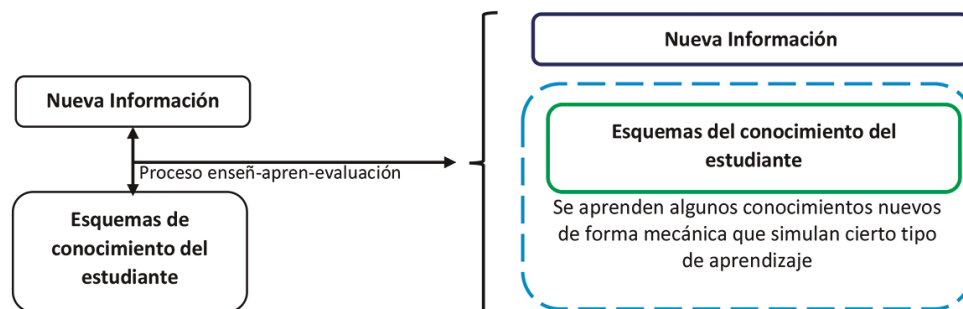 Nueva Información
Proceso enseñ-apren-evaluación
Esquemas de
conocimiento del
estudiante
Nueva Información
Esquemas del conocimiento del
estudiante
Se aprenden algunos conocimientos nuevos
de forma mecánica que simulan cierto tipo
de aprendizaje